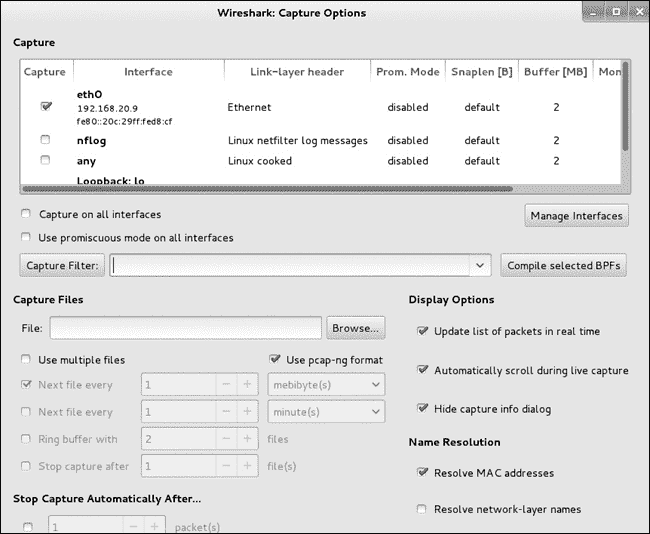 Wireshark: Capture Options
Capture
Capture Interface Link-layer header Prom. Mode Snaplen [B] Buffer [MB] Mon
eth0
192.168.20.9 Ethernet disabled default 2
fe80::20c:29ff:fed8:cf
nflog Linux netfilter log messages disabled default 2
any Linux cooked disabled default 2
Loopback: lo
Capture on all interfaces
Manage Interfaces
Use promiscuous mode on all interfaces
Capture Filter:
Compile selected BPFs
Capture Files
File: Browse...
Use multiple files Use pcap-ng format
Next file every 1 - + mebibyte(s)
Next file every 1 - + minute(s)
Ring buffer with 2 - + files
Stop capture after 1 - + file(s)
Stop Capture Automatically After...
1 - + packet(s)
Display Options
Update list of packets in real time
Automatically scroll during live capture
Hide capture info dialog
Name Resolution
Resolve MAC addresses
Resolve network-layer names